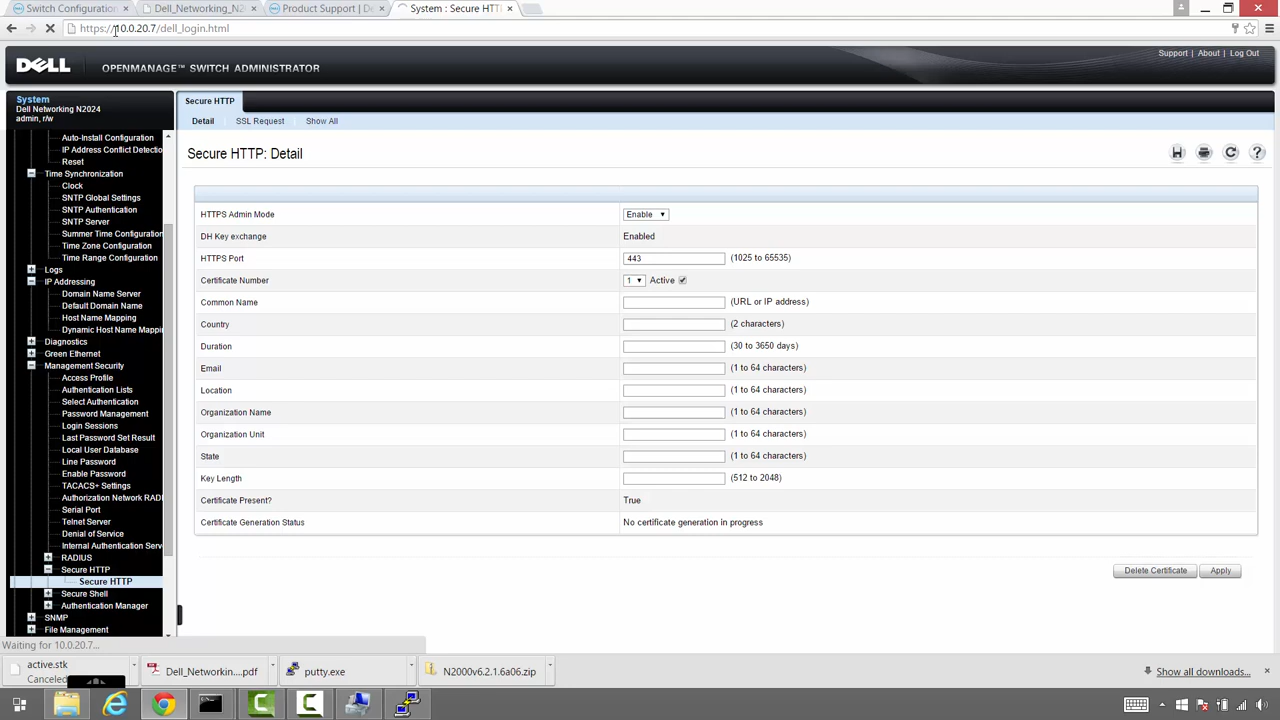 Switch Configuration
Dell_Networking_N2
Product Support | De
System : Secure HTT
https://10.0.20.7/dell_login.html
DELL
OPENMANAGE™ SWITCH ADMINISTRATOR
Support | About | Log Out
System
Dell Networking N2024
admin, r/w
Auto-Install Configuration
IP Address Conflict Detectio
Reset
Time Synchronization
Clock
SNTP Global Settings
SNTP Authentication
SNTP Server
Summer Time Configuration
Time Zone Configuration
Time Range Configuration
Logs
IP Addressing
Domain Name Server
Default Domain Name
Host Name Mapping
Dynamic Host Name Mappi
Diagnostics
Green Ethernet
Management Security
Access Profile
Authentication Lists
Select Authentication
Password Management
Login Sessions
Last Password Set Result
Local User Database
Line Password
Enable Password
TACACS+ Settings
Authorization Network RAD
Serial Port
Telnet Server
Denial of Service
Internal Authentication Serv
RADIUS
Secure HTTP
Secure HTTP
Secure Shell
Authentication Manager
SNMP
File Management
Secure HTTP
Detail SSL Request Show All
Secure HTTP: Detail
HTTPS Admin Mode Enable
DH Key exchange Enabled
HTTPS Port 443 (1025 to 65535)
Certificate Number 1 Active
Common Name (URL or IP address)
Country (2 characters)
Duration (30 to 3650 days)
Email (1 to 64 characters)
Location (1 to 64 characters)
Organization Name (1 to 64 characters)
Organization Unit (1 to 64 characters)
State (1 to 64 characters)
Key Length (512 to 2048)
Certificate Present? True
Certificate Generation Status No certificate generation in progress
Delete Certificate Apply
Waiting for 10.0.20.7...
active.stk
Canceled
Dell_Networkin....pdf
putty.exe
N2000v6.2.1.6a06.zip
Show all downloads...